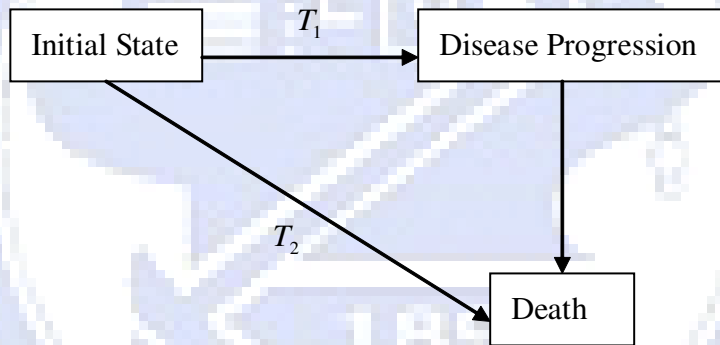 Initial State
T₁
Disease Progression
T₂
Death